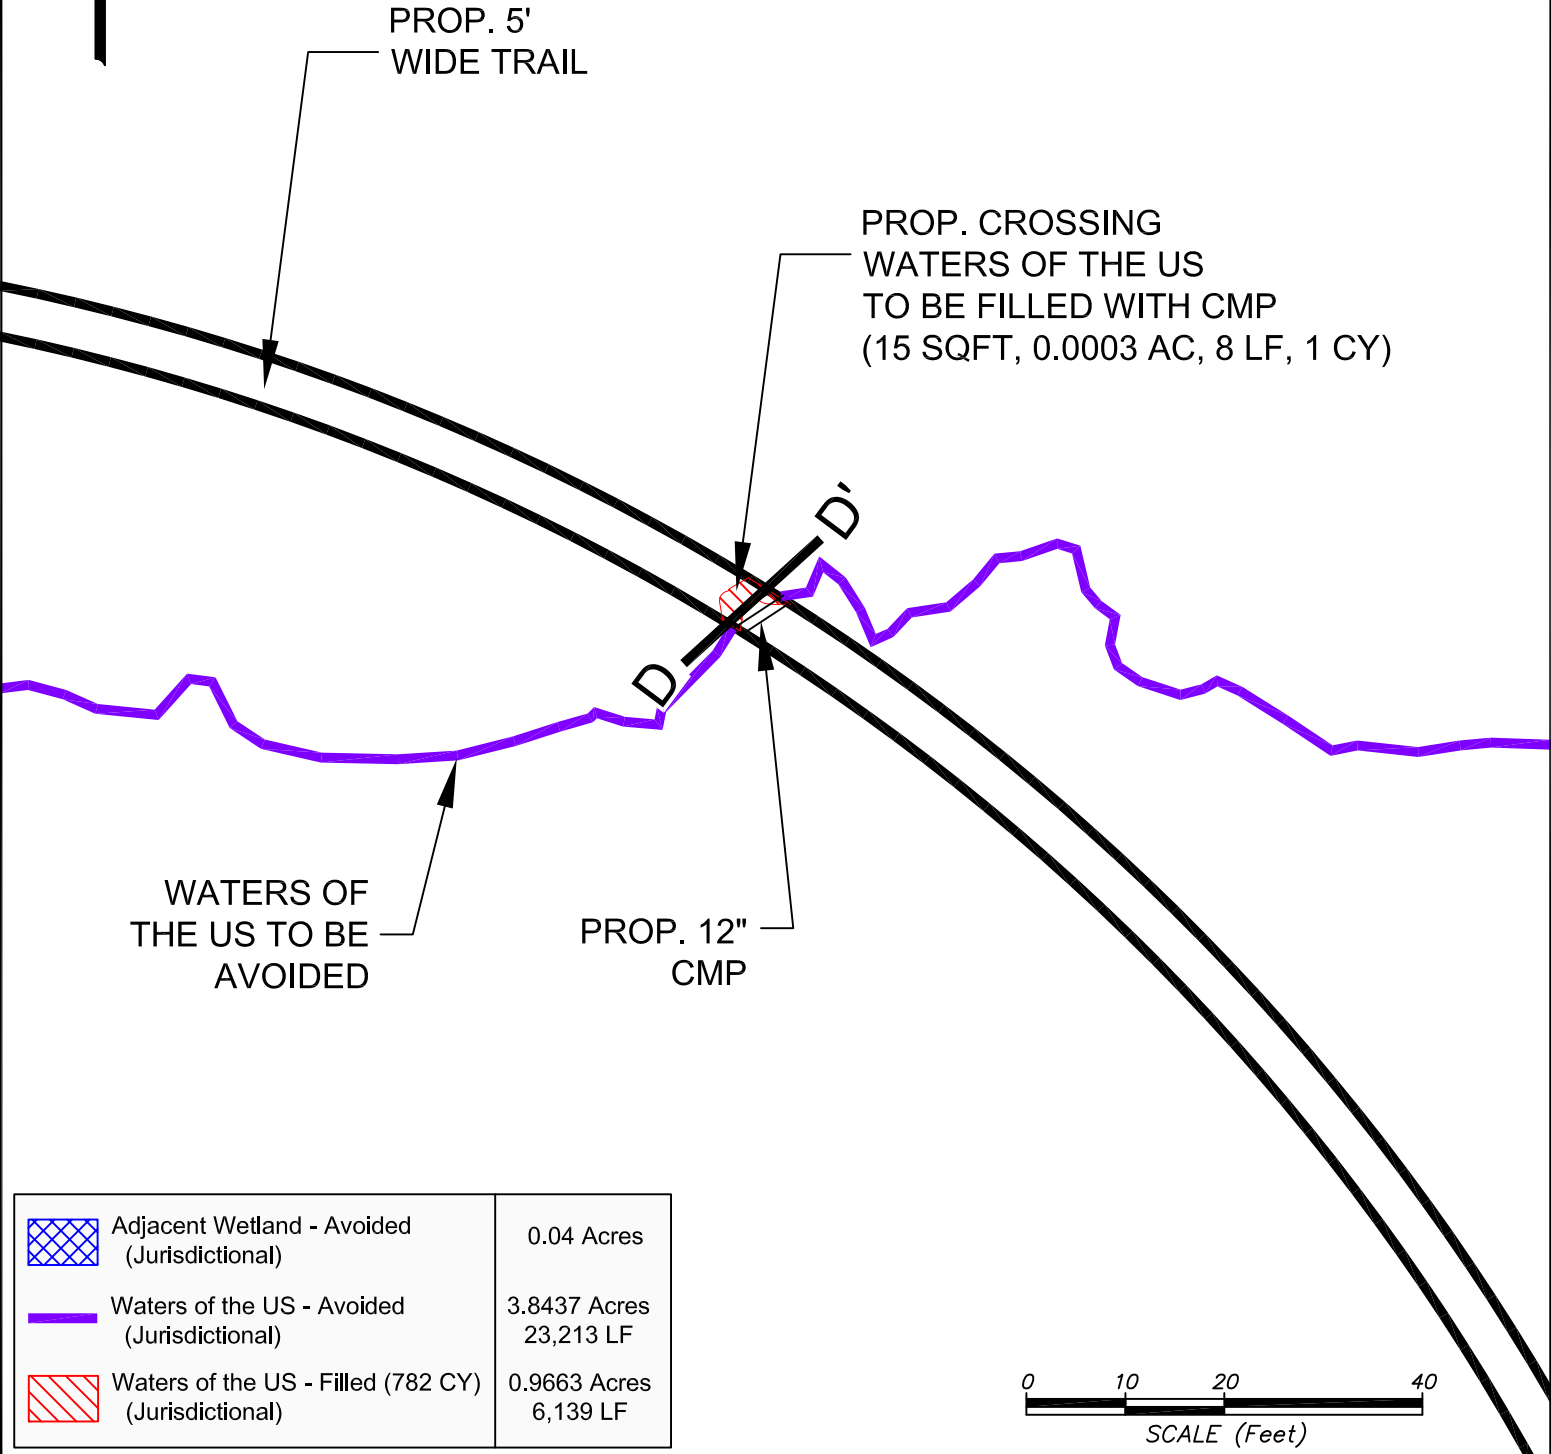 PROP. 5'
WIDE TRAIL
PROP. CROSSING
WATERS OF THE US
TO BE FILLED WITH CMP
(15 SQFT, 0.0003 AC, 8 LF, 1 CY)
D'
D
WATERS OF
THE US TO BE
AVOIDED
PROP. 12"
CMP
Adjacent Wetland - Avoided
(Jurisdictional)
0.04 Acres
Waters of the US - Avoided
(Jurisdictional)
3.8437 Acres
23,213 LF
Waters of the US - Filled (782 CY)
(Jurisdictional)
0.9663 Acres
6,139 LF
0 10 20 40
SCALE (Feet)